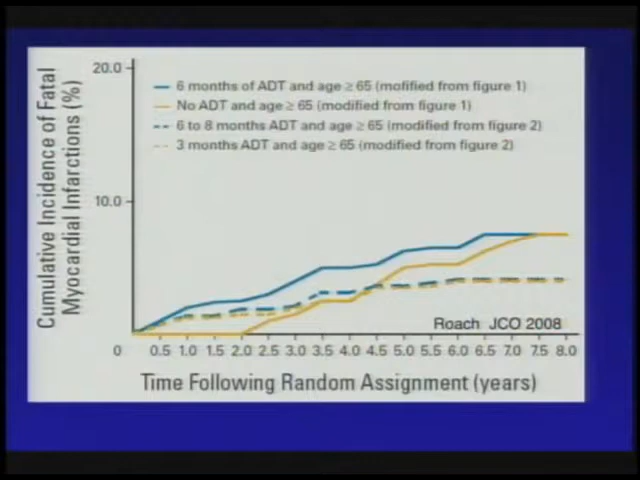 20.0
10.0
Cumulative Incidence of Fatal
Myocardial Infarctions (%)
6 months of ADT and age ≥ 65 (mofified from figure 1)
No ADT and age ≥ 65 (modified from figure 1)
6 to 8 months ADT and age ≥ 65 (modified from figure 2)
3 months ADT and age ≥ 65 (modified from figure 2)
Roach JCO 2008
0 0.5 1.0 1.5 2.0 2.5 3.0 3.5 4.0 4.5 5.0 5.5 6.0 6.5 7.0 7.5 8.0
Time Following Random Assignment (years)